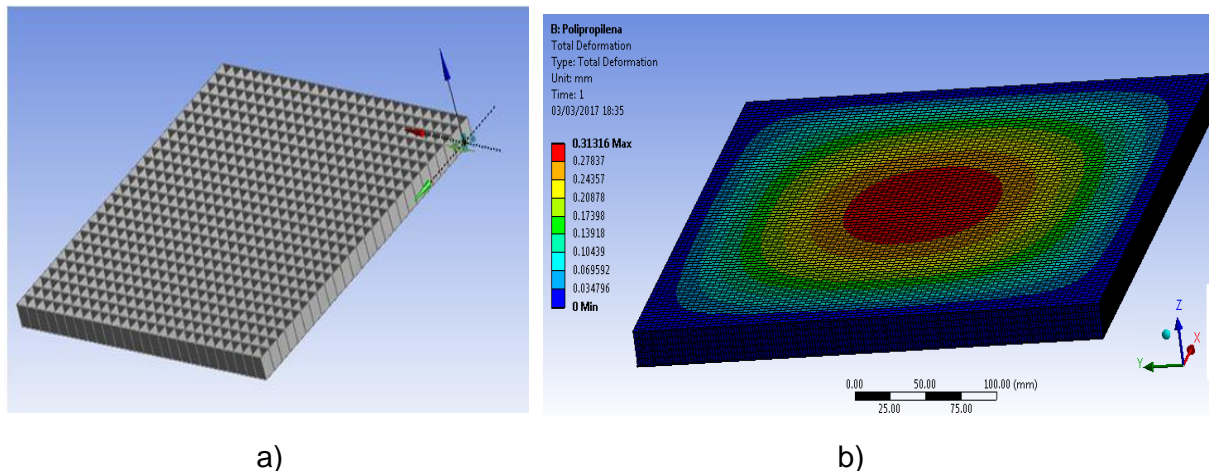 B: Polipropilena
Total Deformation
Type: Total Deformation
Unit: mm
Time: 1
03/03/2017 18:35
0.31316 Max
0.27837
0.24357
0.20878
0.17398
0.13918
0.10439
0.069592
0.034796
0 Min
Z
X
Y
0.00 50.00 100.00 (mm)
25.00 75.00
a) b)